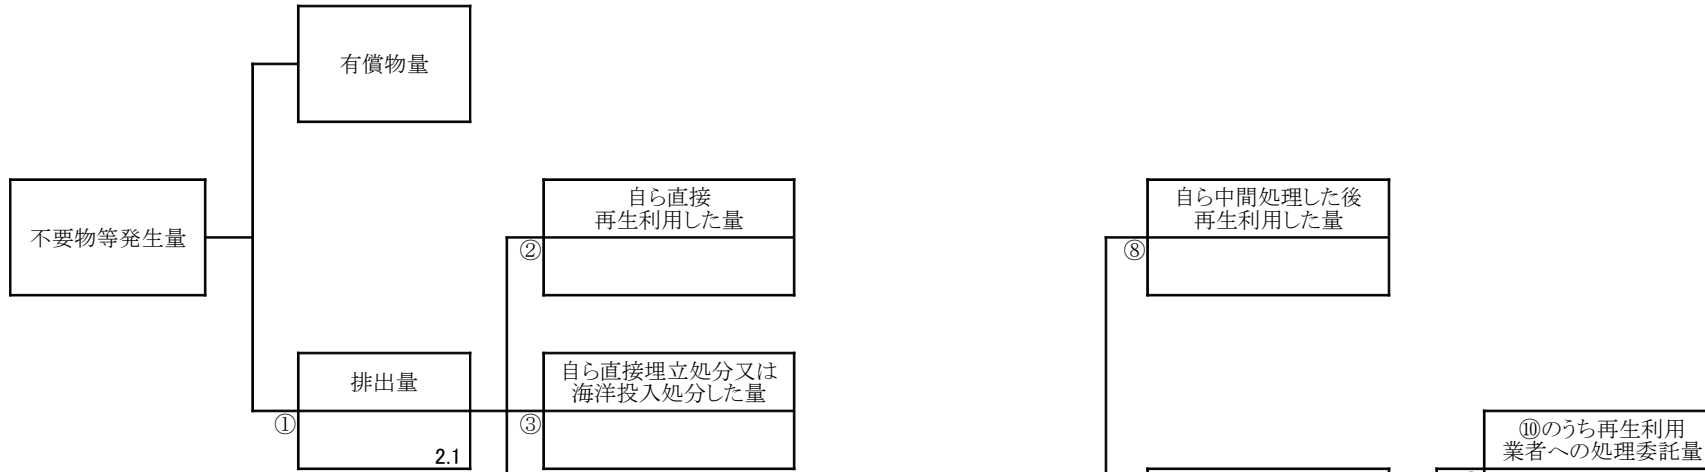 有償物量
不要物等発生量
自ら直接
再生利用した量
②
自ら中間処理した後
再生利用した量
⑧
排出量
①
2.1
自ら直接埋立処分又は
海洋投入処分した量
③
⑩のうち再生利用
業者への処理委託量